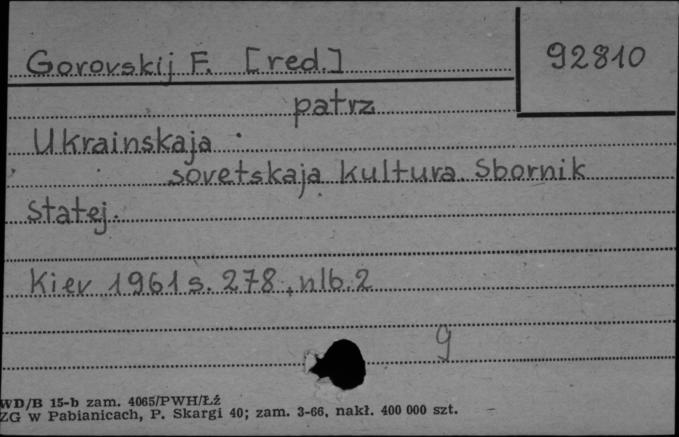 Gorovskij F. [red.]
92810
patrz
Ukrainskaja
sovetskaja kultura. Sbornik
statej.
Kiev 1961 s. 278, nlb. 2
g
WD/B 15-b zam. 4065/PWH/Łź
ZG w Pabianicach, P. Skargi 40; zam. 3-66, nakł. 400 000 szt.